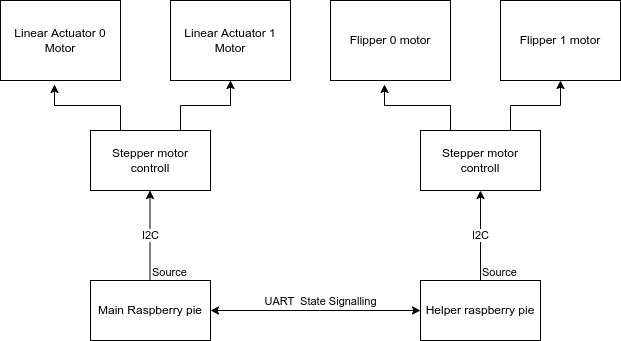 Linear Actuator 0
Motor
Linear Actuator 1
Motor
Flipper 0 motor
Flipper 1 motor
Stepper motor
controll
Stepper motor
controll
I2C
I2C
Source
Source
Main Raspberry pie
UART  State Signalling
Helper raspberry pie